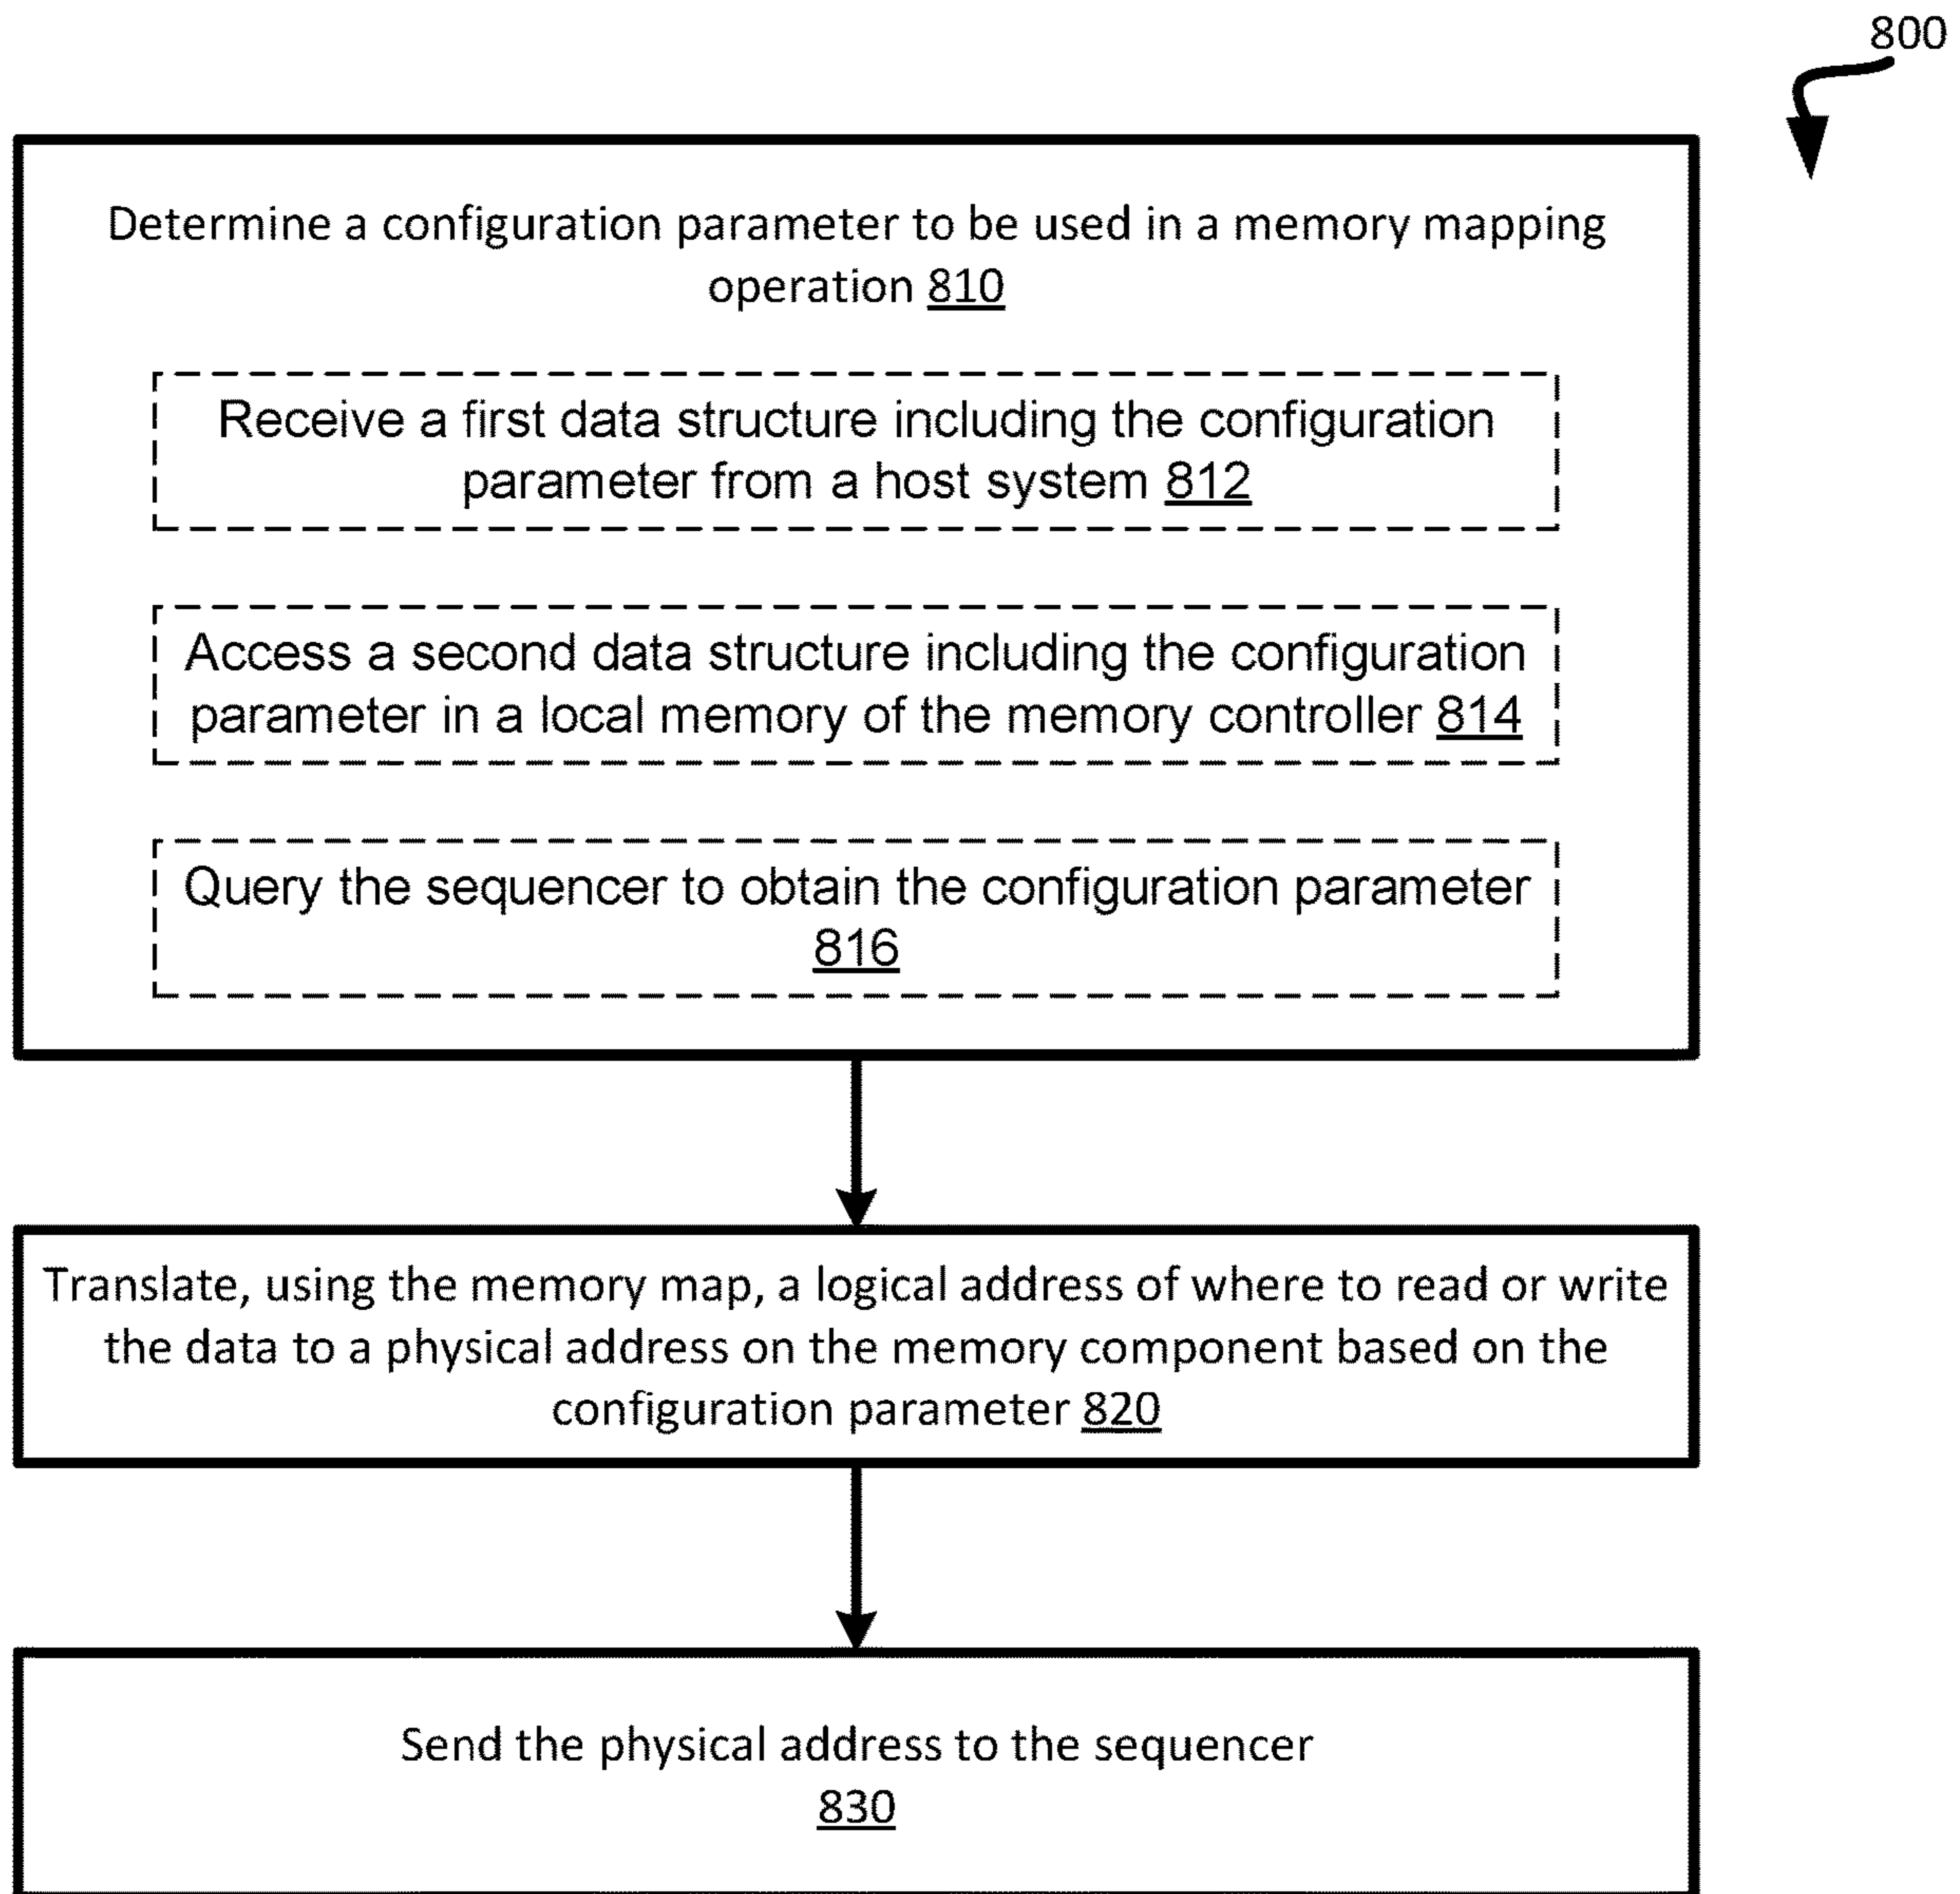 800
Determine a configuration parameter to be used in a memory mapping
operation 810
Receive a first data structure including the configuration
parameter from a host system 812
Access a second data structure including the configuration
parameter in a local memory of the memory controller 814
Query the sequencer to obtain the configuration parameter
816
Translate, using the memory map, a logical address of where to read or write
the data to a physical address on the memory component based on the
configuration parameter 820
Send the physical address to the sequencer
830